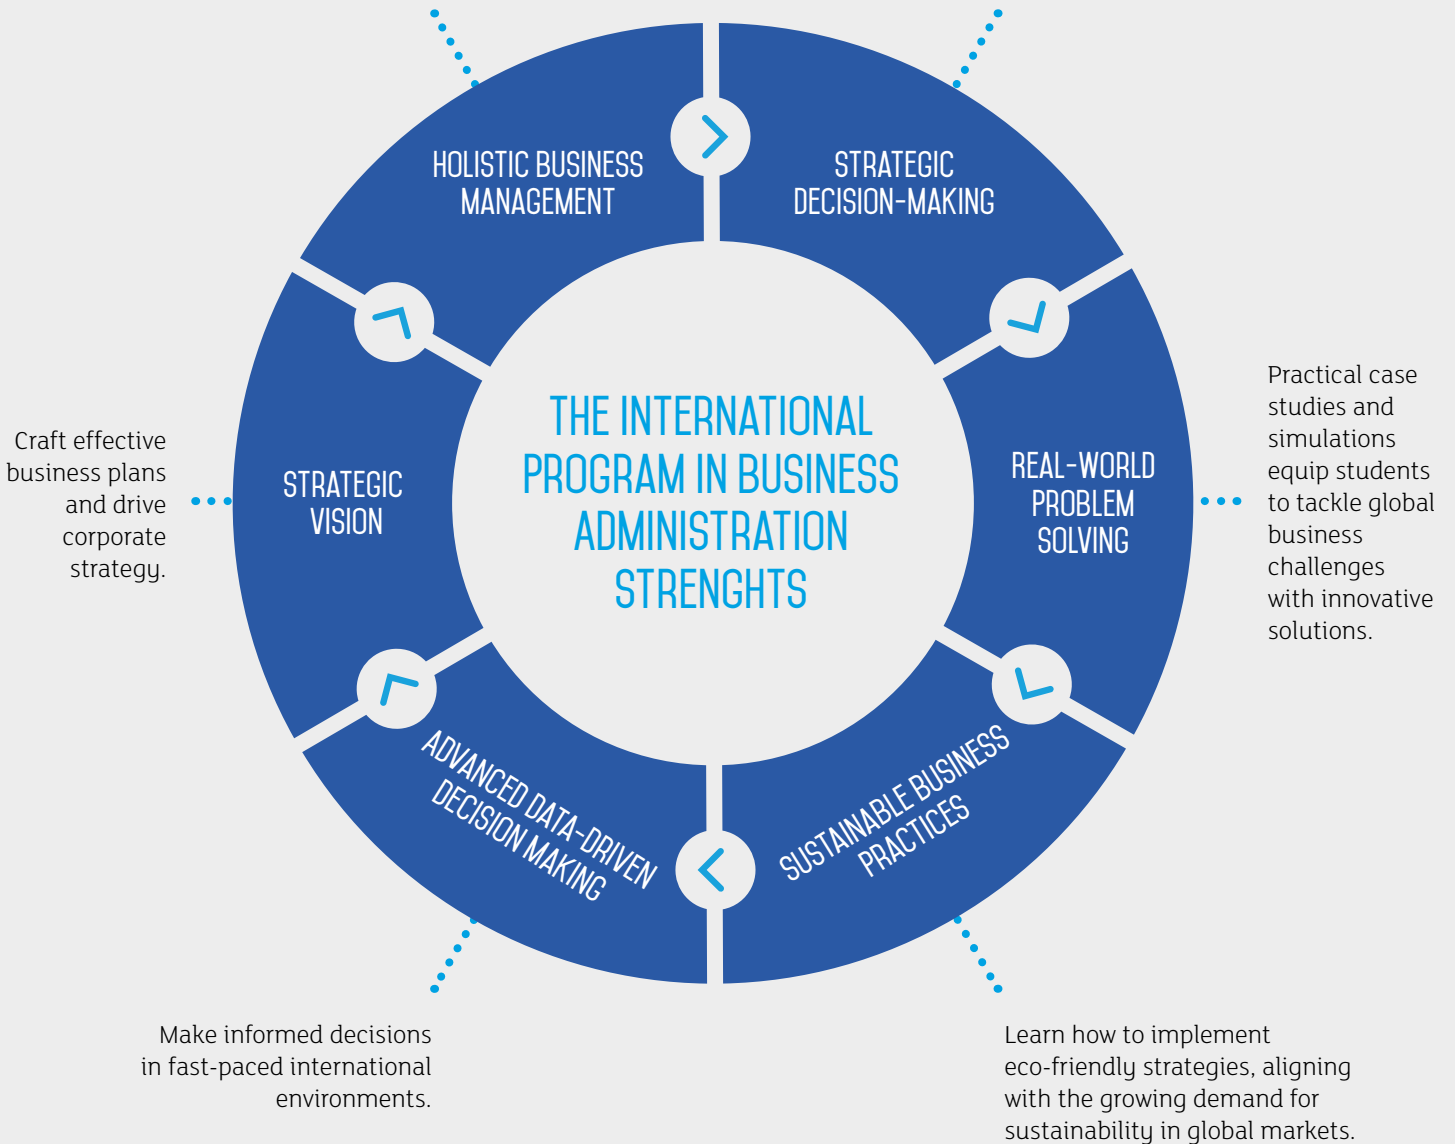 HOLISTIC BUSINESS
MANAGEMENT
STRATEGIC
DECISION-MAKING
REAL-WORLD
PROBLEM
SOLVING
Practical case
studies and
simulations
equip students
to tackle global
business
challenges
with innovative
solutions.
SUSTAINABLE BUSINESS
PRACTICES
Learn how to implement
eco-friendly strategies, aligning
with the growing demand for
sustainability in global markets.
ADVANCED DATA-DRIVEN
DECISION MAKING
Make informed decisions
in fast-paced international
environments.
STRATEGIC
VISION
Craft effective
business plans
and drive
corporate
strategy.
THE INTERNATIONAL
PROGRAM IN BUSINESS
ADMINISTRATION
STRENGHTS